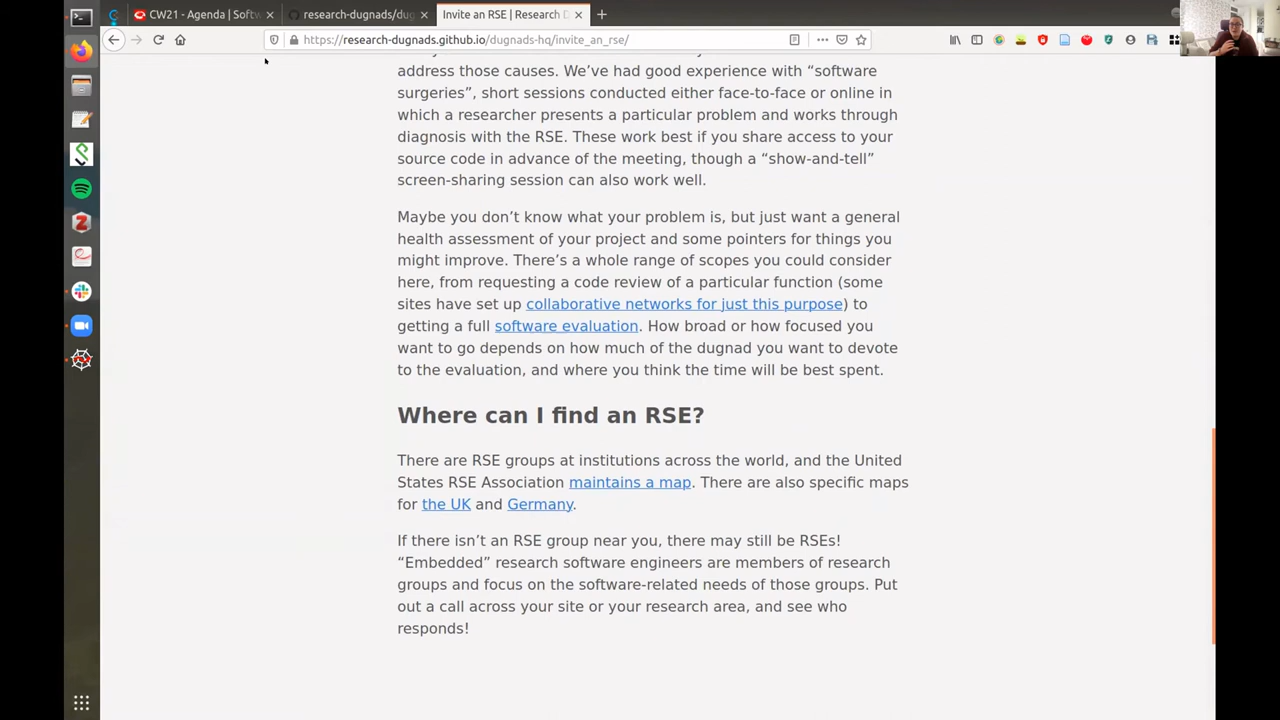 CW21 - Agenda | Softw
research-dugnads/dug
Invite an RSE | Research D
https://research-dugnads.github.io/dugnads-hq/invite_an_rse/
address those causes. We've had good experience with “software
surgeries”, short sessions conducted either face-to-face or online in
which a researcher presents a particular problem and works through
diagnosis with the RSE. These work best if you share access to your
source code in advance of the meeting, though a “show-and-tell”
screen-sharing session can also work well.
Maybe you don’t know what your problem is, but just want a general
health assessment of your project and some pointers for things you
might improve. There’s a whole range of scopes you could consider
here, from requesting a code review of a particular function (some
sites have set up collaborative networks for just this purpose) to
getting a full software evaluation. How broad or how focused you
want to go depends on how much of the dugnad you want to devote
to the evaluation, and where you think the time will be best spent.
Where can I find an RSE?
There are RSE groups at institutions across the world, and the United
States RSE Association maintains a map. There are also specific maps
for the UK and Germany.
If there isn’t an RSE group near you, there may still be RSEs!
“Embedded” research software engineers are members of research
groups and focus on the software-related needs of those groups. Put
out a call across your site or your research area, and see who
responds!